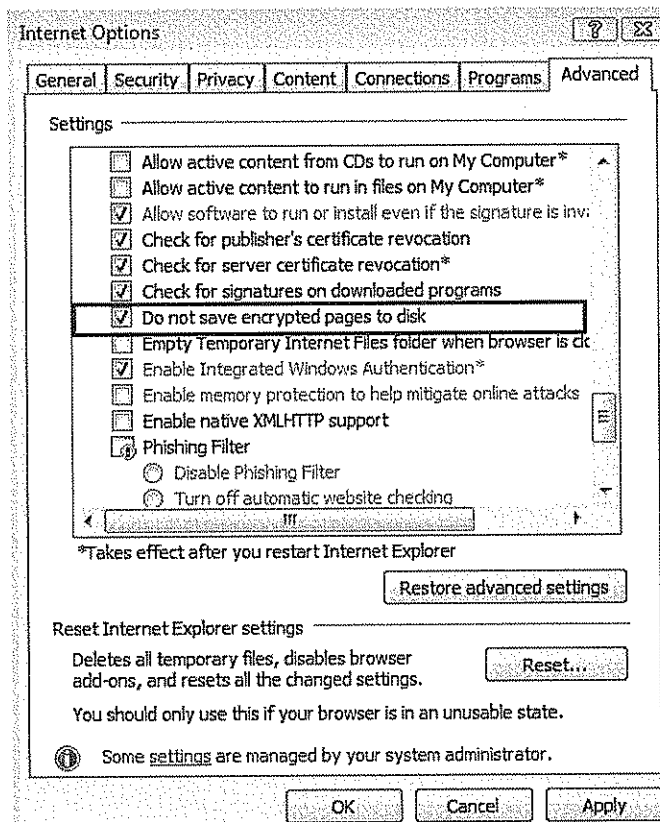 Internet Options
General Security Privacy Content Connections Programs Advanced
Settings
Allow active content from CDs to run on My Computer*
Allow active content to run in files on My Computer*
Allow software to run or install even if the signature is inv
Check for publisher's certificate revocation
Check for server certificate revocation*
Check for signatures on downloaded programs
Do not save encrypted pages to disk
Empty Temporary Internet Files folder when browser is clo
Enable Integrated Windows Authentication*
Enable memory protection to help mitigate online attacks
Enable native XMLHTTP support
Phishing Filter
Disable Phishing Filter
Turn off automatic website checking
*Takes effect after you restart Internet Explorer
Restore advanced settings
Reset Internet Explorer settings
Deletes all temporary files, disables browser
add-ons, and resets all the changed settings.
Reset...
You should only use this if your browser is in an unusable state.
Some settings are managed by your system administrator.
OK Cancel Apply